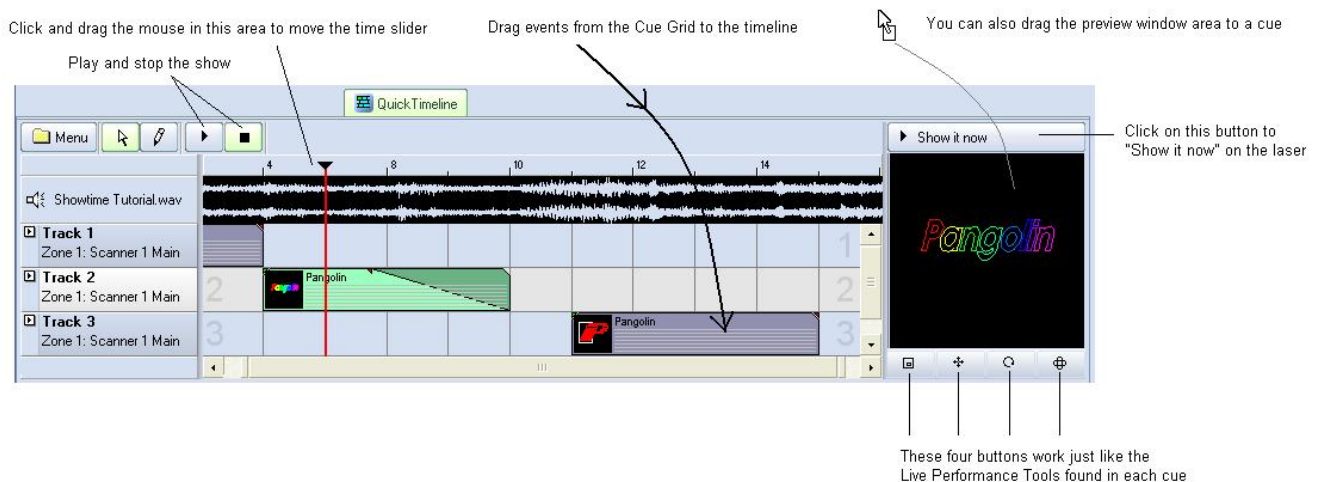 Click and drag the mouse in this area to move the time slider
Drag events from the Cue Grid to the timeline
You can also drag the preview window area to a cue
Play and stop the show
QuickTimeline
Menu
Show it now
Click on this button to
"Show it now" on the laser
4
8
10
12
14
Showtime Tutorial.wav
Pangolin
Track 1
Zone 1: Scanner 1 Main
1
Track 2
Zone 1: Scanner 1 Main
2
Pangolin
Pangolin
2
Track 3
Zone 1: Scanner 1 Main
3
P
Pangolin
3
These four buttons work just like the
Live Performance Tools found in each cue